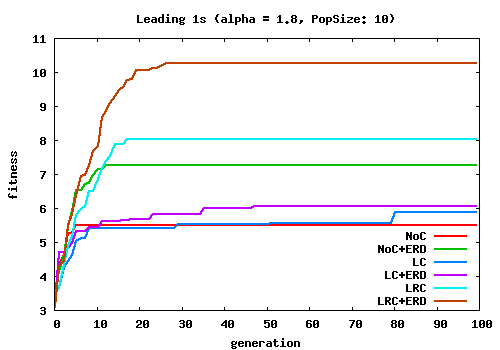 Leading 1s (alpha = 1.8, PopSize: 10)
11
10
9
8
7
6
5
4
3
fitness
NoC
NoC+ERD
LC
LC+ERD
LRC
LRC+ERD
0 10 20 30 40 50 60 70 80 90 100
generation